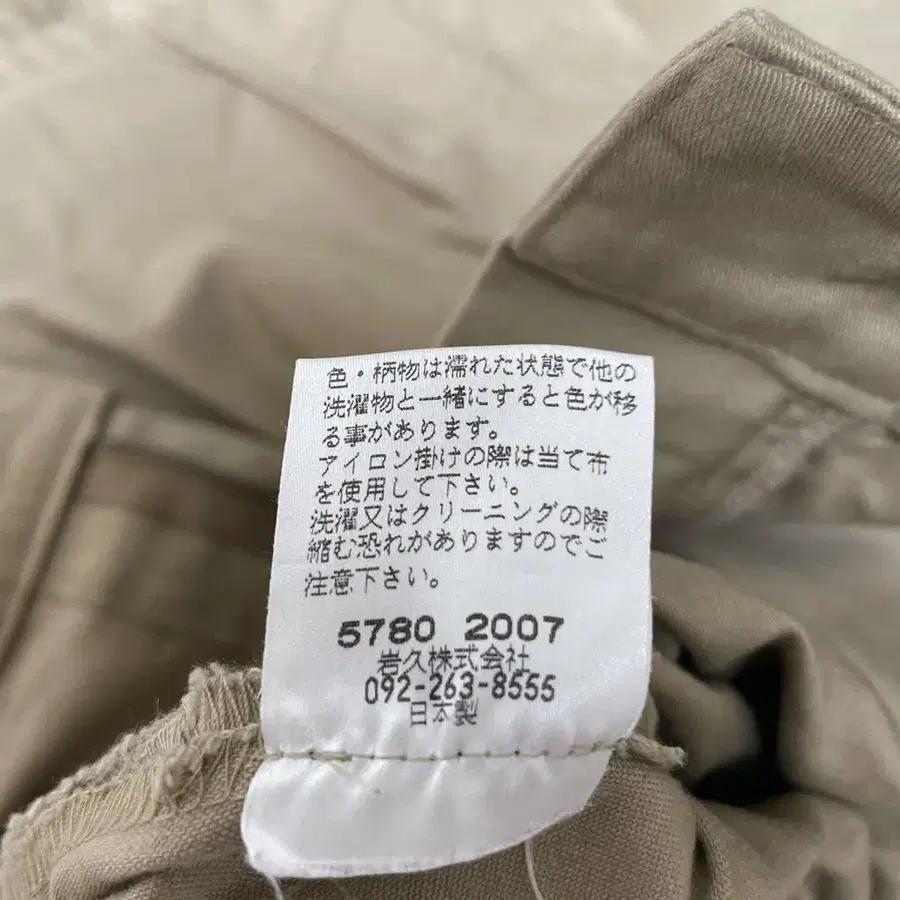 色・柄物は濡れた状態で他の
洗濯物と一緒にすると色が移
る事があります。
アイロン掛けの際は当て布
を使用して下さい。
洗濯又はクリーニングの際
縮む恐れがありますのでご
注意下さい。
5780 2007
岩久株式会社
092-263-8555
日本製